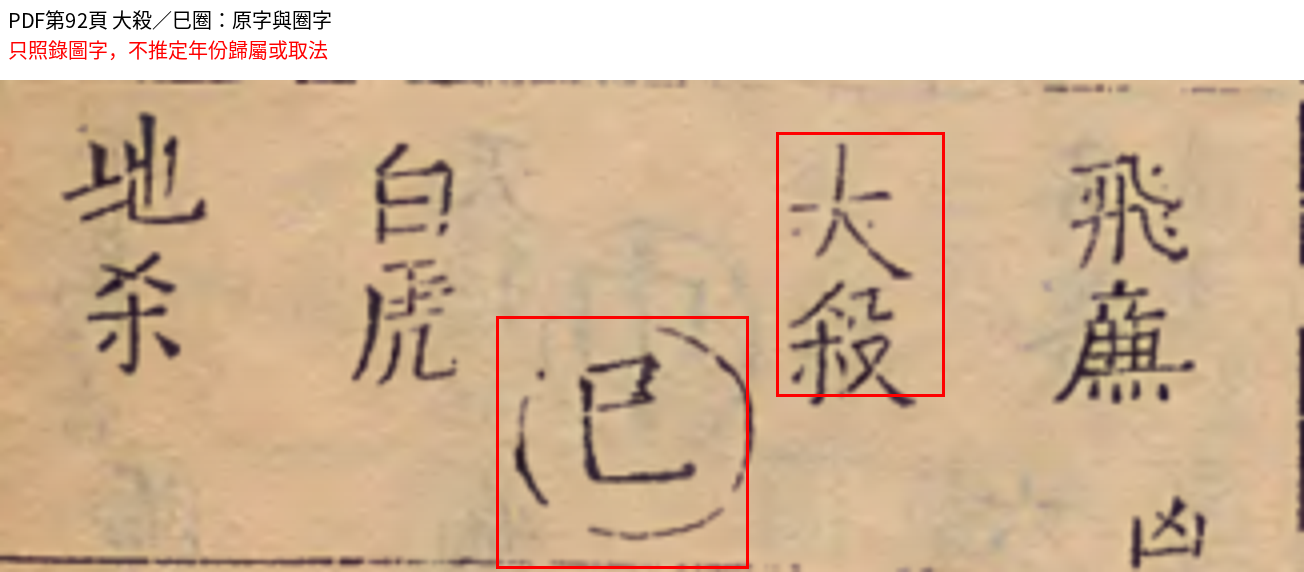 PDF第92頁 大殺／巳圈：原字與圈字
只照錄圖字，不推定年份歸屬或取法
飛廉
凶
大殺
巳
白虎
地杀